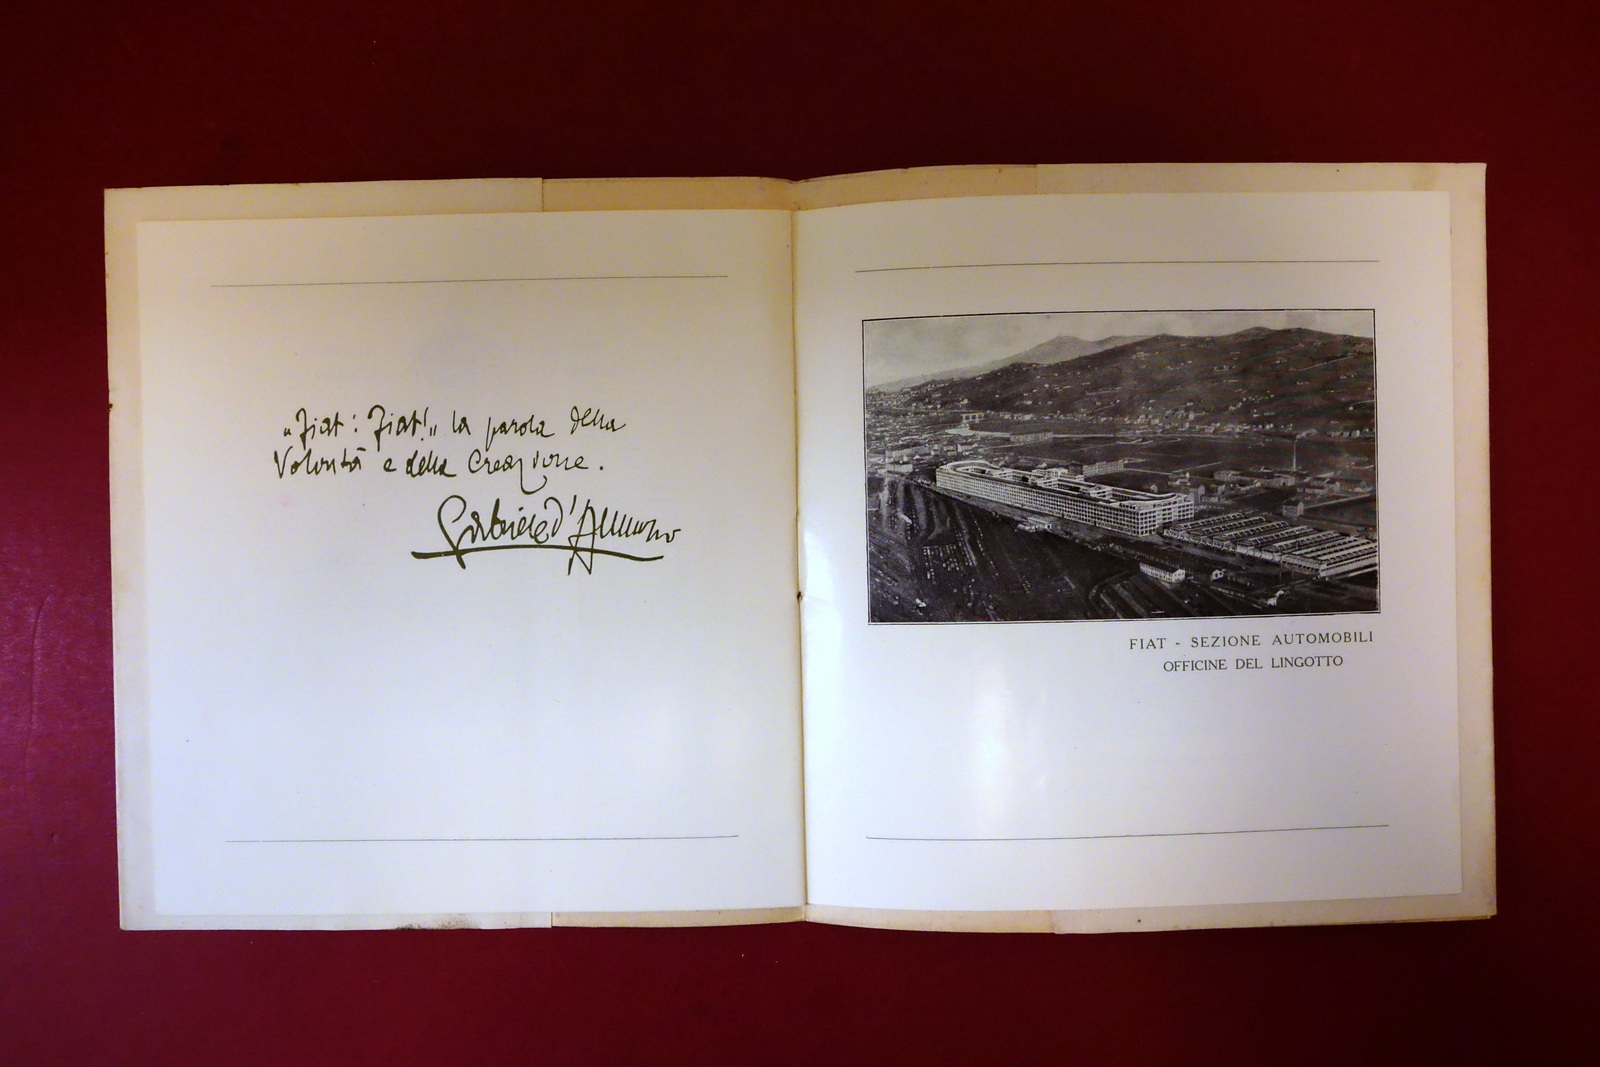 „Fiat: Fiat!„ la parola della
Volontà e della Creazione.
Gabriele d'Annunzio
FIAT - SEZIONE AUTOMOBILI
OFFICINE DEL LINGOTTO